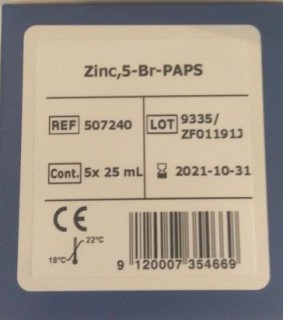 Zinc,5-Br-PAPS
REF 507240
LOT 9335/
ZF01191J
Cont. 5x 25 mL
2021-10-31
CE
22°C
18°C
9 120007 354669